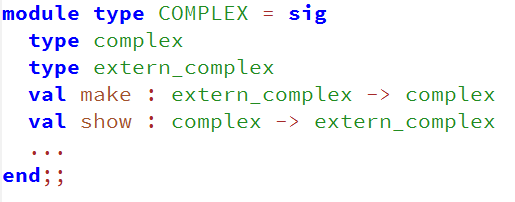 module type COMPLEX = sig
type complex
type extern_complex
val make : extern_complex -> complex
val show : complex -> extern_complex
...
end;;